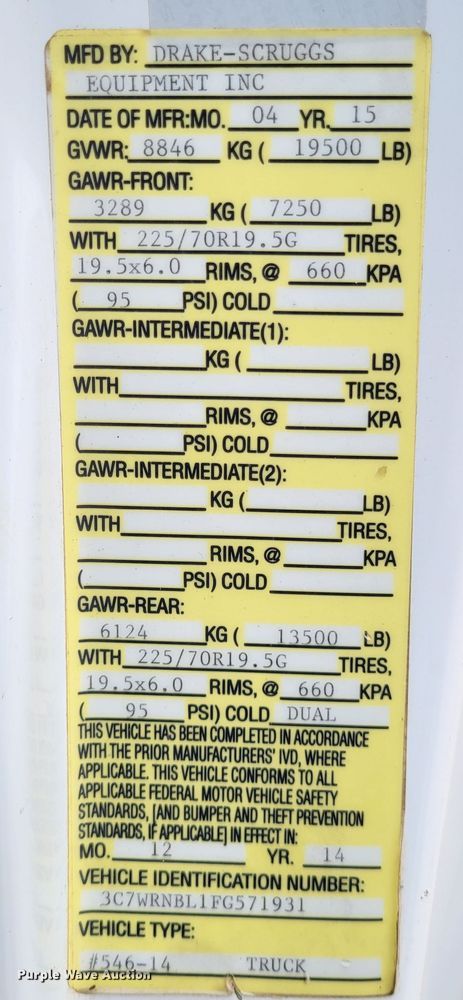 MFD BY: DRAKE-SCRUGGS
EQUIPMENT INC
DATE OF MFR:MO. 04 YR. 15
GVWR: 8846 KG ( 19500 LB)
GAWR-FRONT:
3289 KG ( 7250 LB)
WITH 225/70R19.5G TIRES,
19.5x6.0 RIMS, @ 660 KPA
( 95 PSI) COLD
GAWR-INTERMEDIATE(1):
KG ( LB)
WITH TIRES,
RIMS, @ KPA
( PSI) COLD
GAWR-INTERMEDIATE(2):
KG ( LB)
WITH TIRES,
RIMS, @ KPA
( PSI) COLD
GAWR-REAR:
6124 KG ( 13500 LB)
WITH 225/70R19.5G TIRES,
19.5x6.0 RIMS, @ 660 KPA
( 95 PSI) COLD DUAL
THIS VEHICLE HAS BEEN COMPLETED IN ACCORDANCE
WITH THE PRIOR MANUFACTURERS' IVD, WHERE
APPLICABLE. THIS VEHICLE CONFORMS TO ALL
APPLICABLE FEDERAL MOTOR VEHICLE SAFETY
STANDARDS, [AND BUMPER AND THEFT PREVENTION
STANDARDS, IF APPLICABLE] IN EFFECT IN:
MO. 12 YR. 14
VEHICLE IDENTIFICATION NUMBER:
3C7WRNBL1FG571931
VEHICLE TYPE:
#546-14 TRUCK
Purple Wave Auction